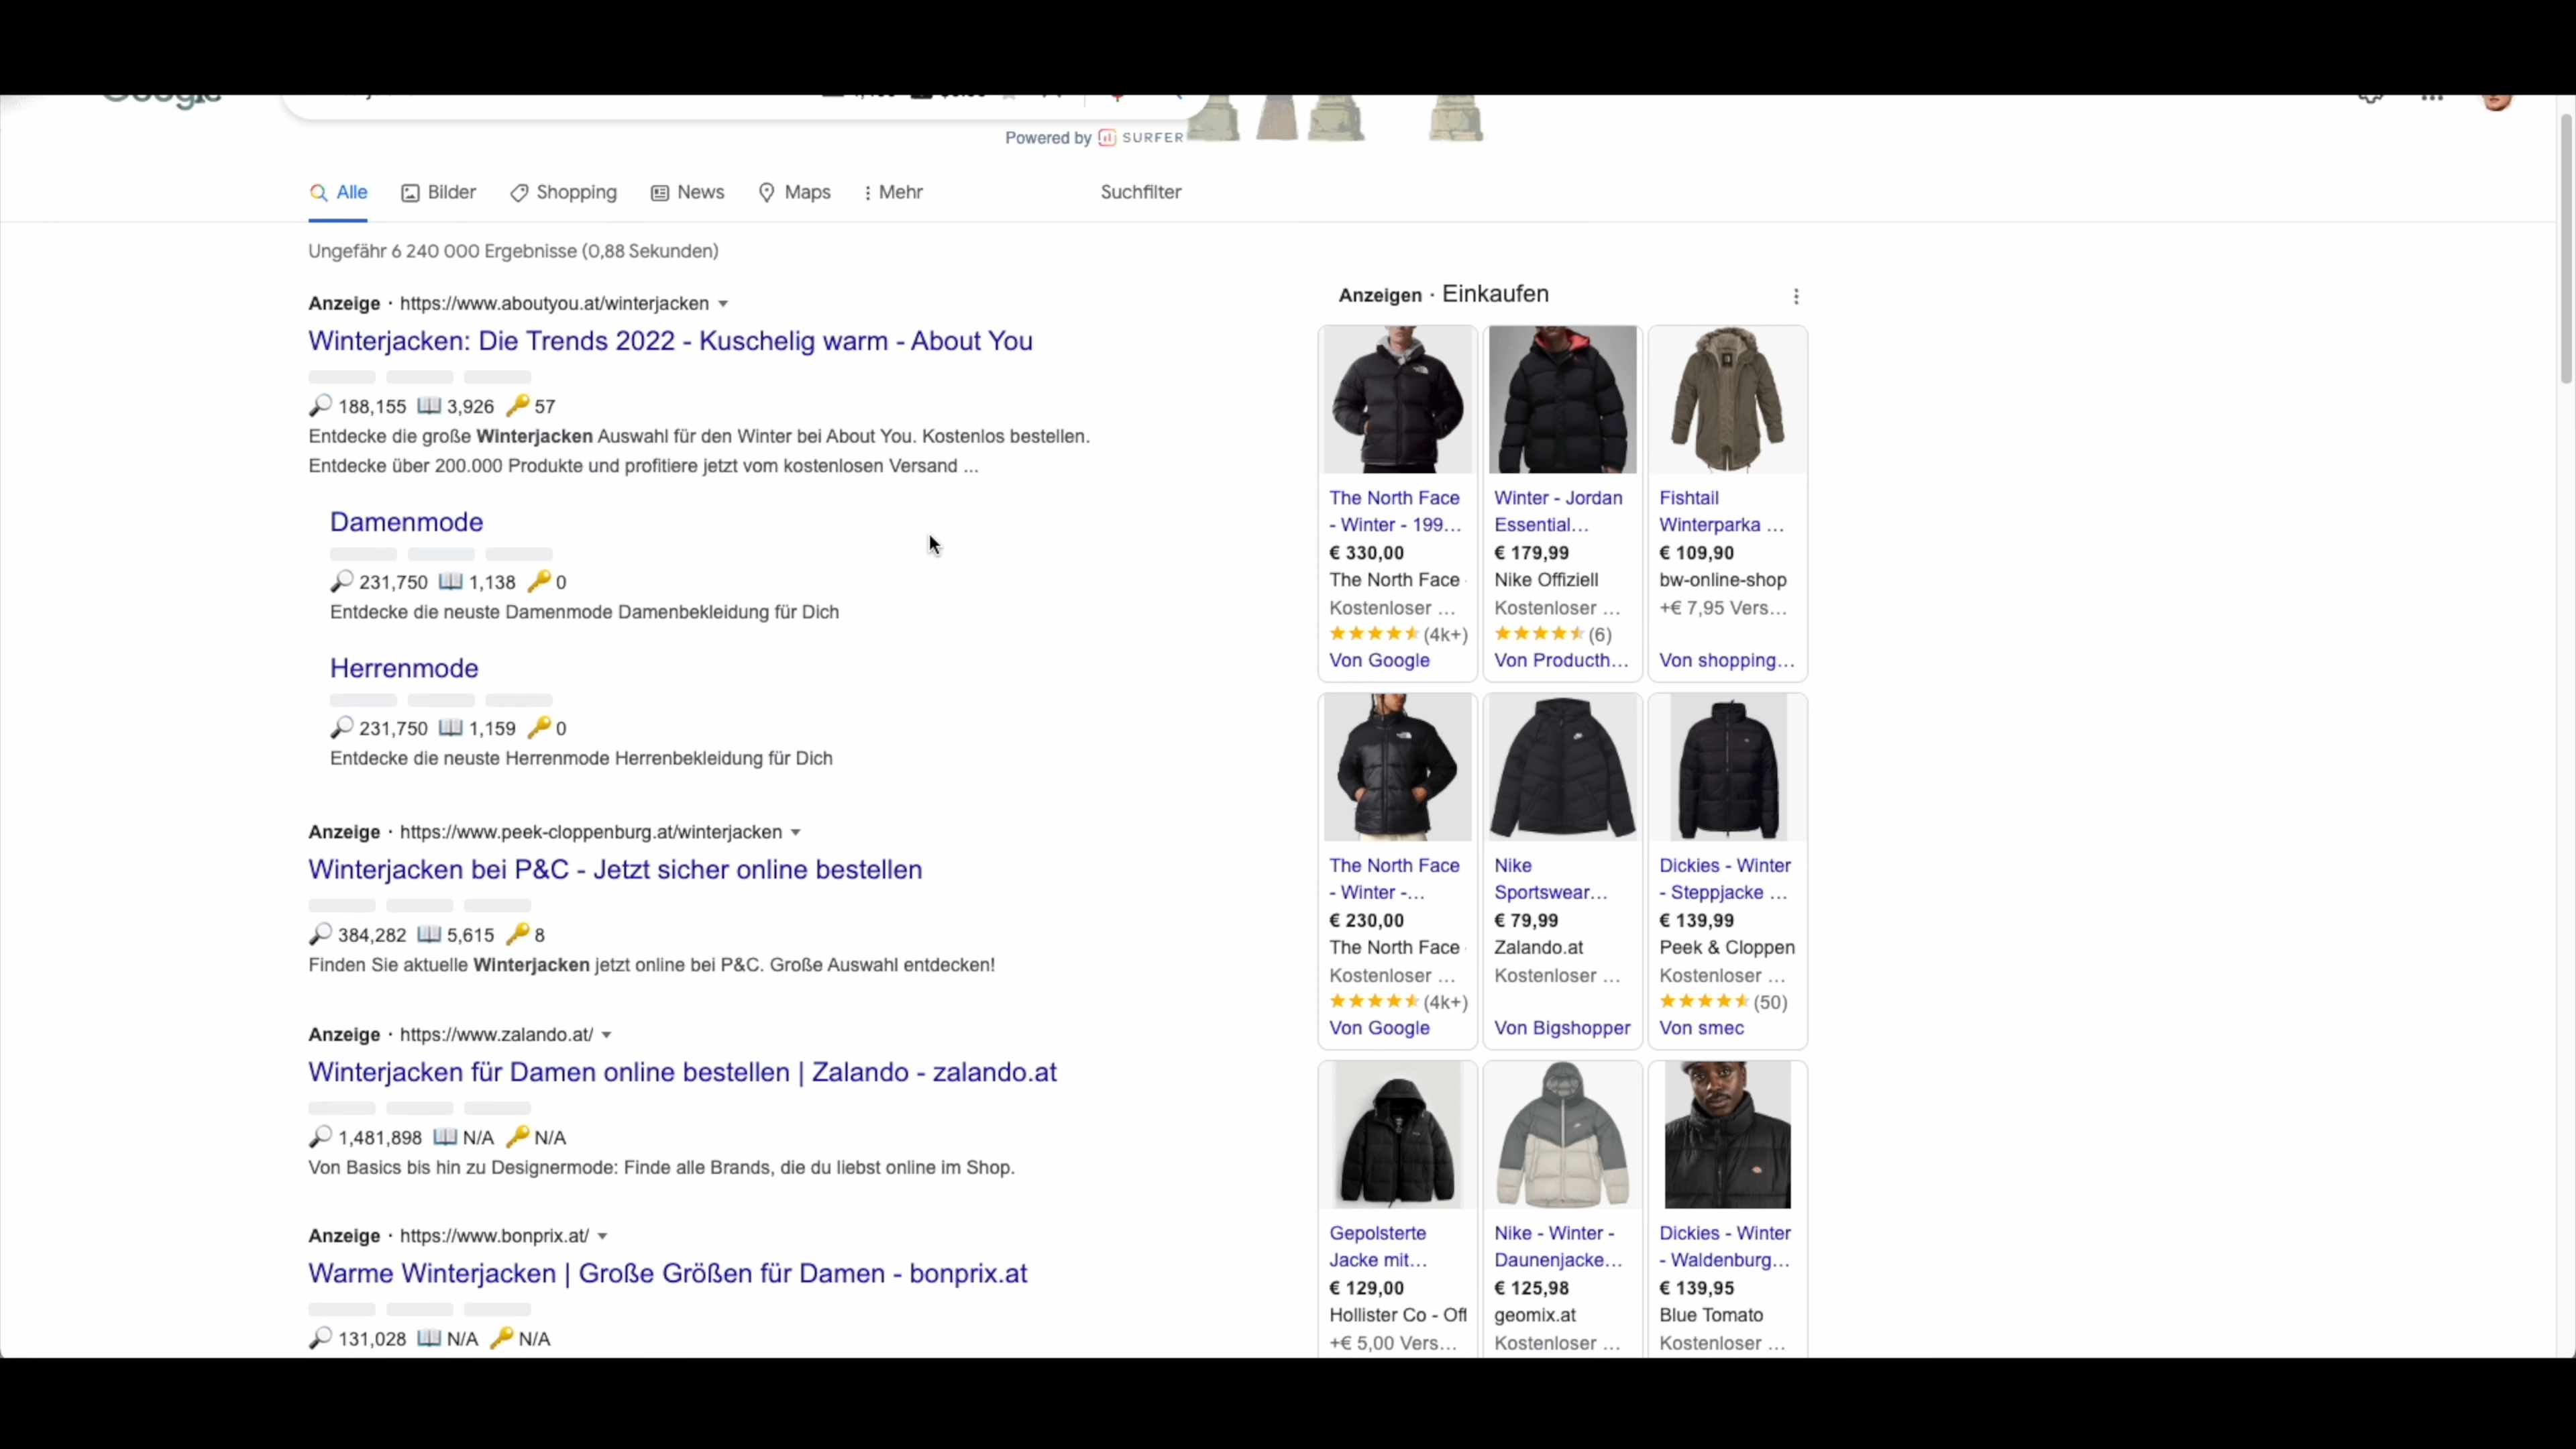 Google
Powered by SURFER
Alle Bilder Shopping News Maps Mehr Suchfilter
Ungefähr 6 240 000 Ergebnisse (0,88 Sekunden)
Anzeige · https://www.aboutyou.at/winterjacken
Winterjacken: Die Trends 2022 - Kuschelig warm - About You
188,155 3,926 57
Entdecke die große Winterjacken Auswahl für den Winter bei About You. Kostenlos bestellen.
Entdecke über 200.000 Produkte und profitiere jetzt vom kostenlosen Versand ...
Damenmode
231,750 1,138 0
Entdecke die neuste Damenmode Damenbekleidung für Dich
Herrenmode
231,750 1,159 0
Entdecke die neuste Herrenmode Herrenbekleidung für Dich
Anzeige · https://www.peek-cloppenburg.at/winterjacken
Winterjacken bei P&C - Jetzt sicher online bestellen
384,282 5,615 8
Finden Sie aktuelle Winterjacken jetzt online bei P&C. Große Auswahl entdecken!
Anzeige · https://www.zalando.at/
Winterjacken für Damen online bestellen | Zalando - zalando.at
1,481,898 N/A N/A
Von Basics bis hin zu Designermode: Finde alle Brands, die du liebst online im Shop.
Anzeige · https://www.bonprix.at/
Warme Winterjacken | Große Größen für Damen - bonprix.at
131,028 N/A N/A
Anzeigen · Einkaufen
The North Face
- Winter - 199...
€ 330,00
The North Face
Kostenloser ...
(4k+)
Von Google
Winter - Jordan
Essential...
€ 179,99
Nike Offiziell
Kostenloser ...
(6)
Von Producth...
Fishtail
Winterparka ...
€ 109,90
bw-online-shop
+€ 7,95 Vers...
Von shopping...
The North Face
- Winter -...
€ 230,00
The North Face
Kostenloser ...
(4k+)
Von Google
Nike
Sportswear...
€ 79,99
Zalando.at
Kostenloser ...
Von Bigshopper
Dickies - Winter
- Steppjacke ...
€ 139,99
Peek & Cloppen
Kostenloser ...
(50)
Von smec
Gepolsterte
Jacke mit...
€ 129,00
Hollister Co - Off
+€ 5,00 Vers...
Nike - Winter -
Daunenjacke...
€ 125,98
geomix.at
Kostenloser ...
Dickies - Winter
- Waldenburg...
€ 139,95
Blue Tomato
Kostenloser ...